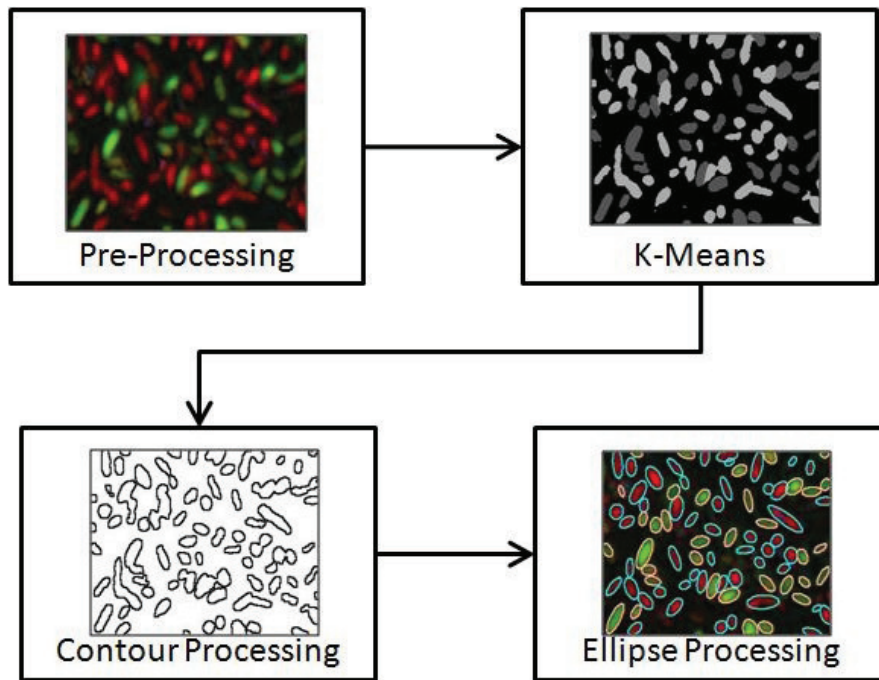 Pre-Processing
K-Means
Contour Processing
Ellipse Processing